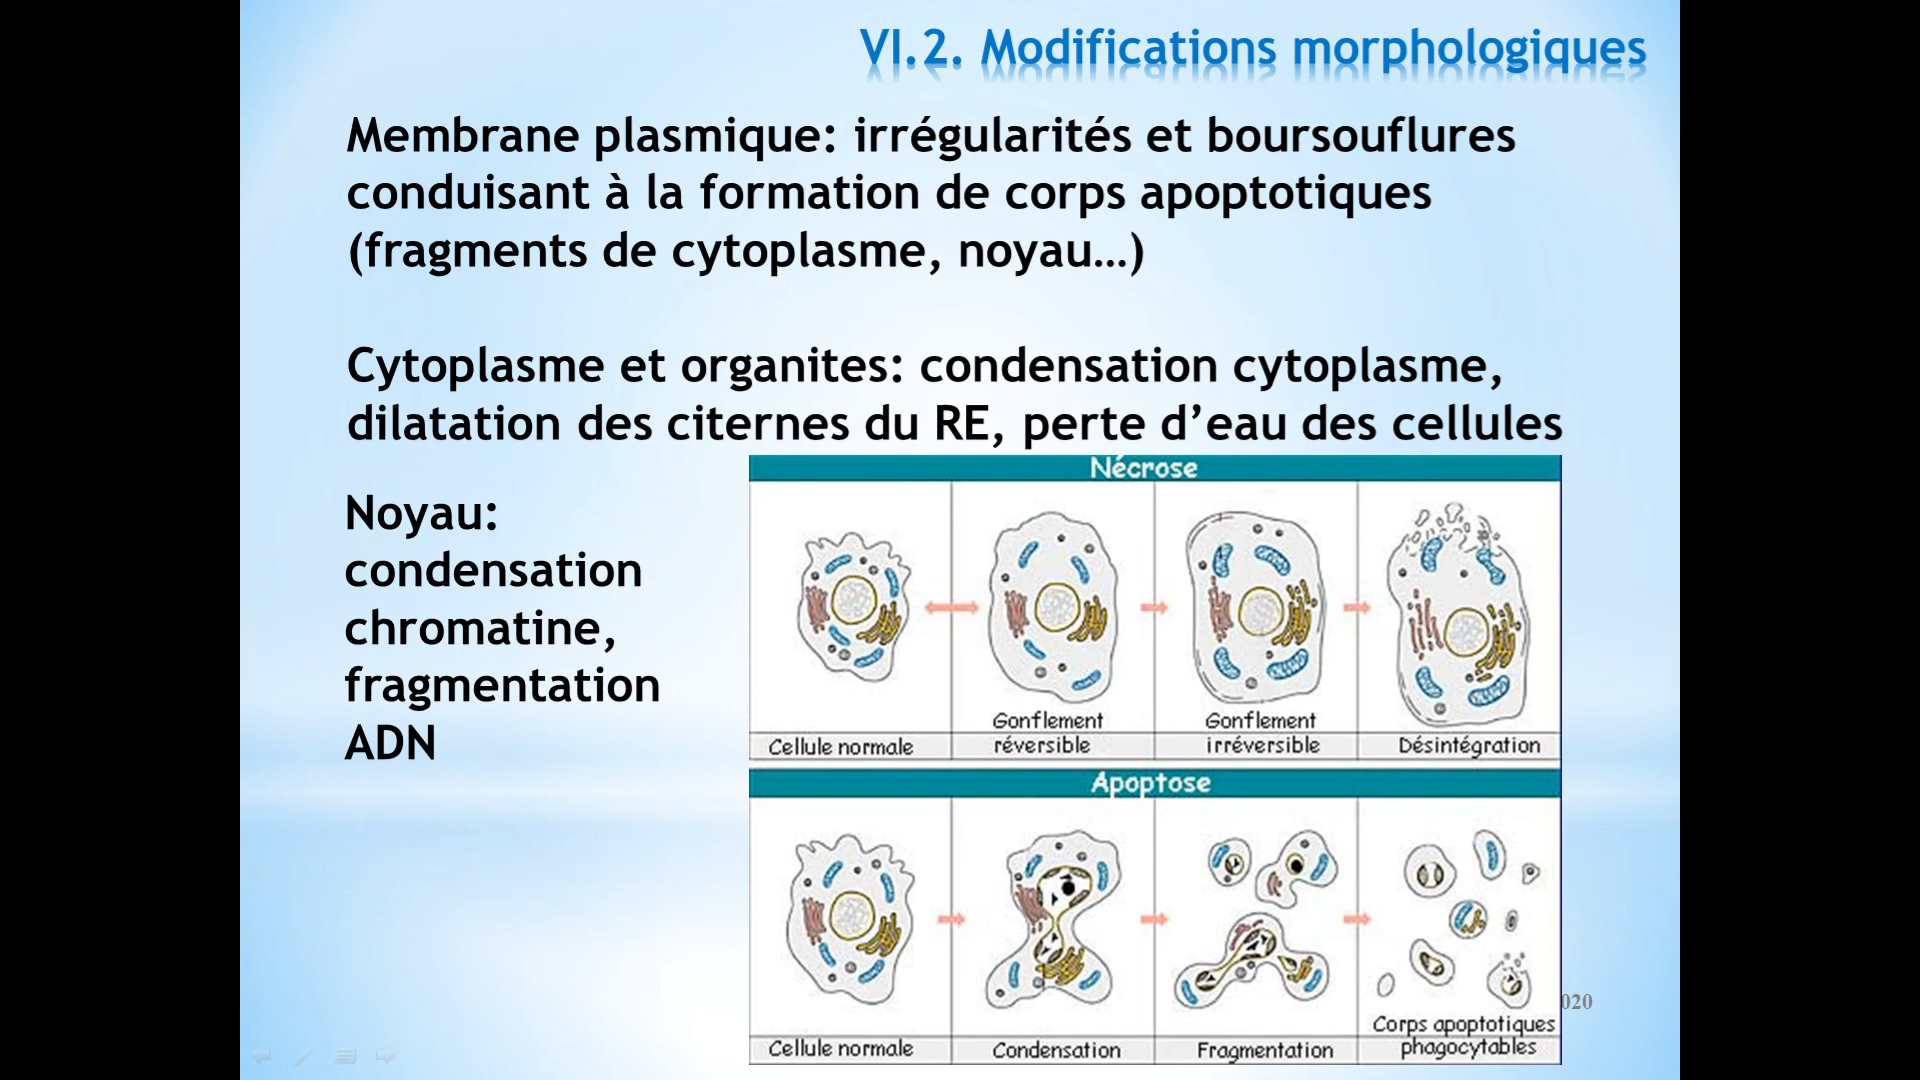 VI.2. Modifications morphologiques
Membrane plasmique: irrégularités et boursouflures
conduisant à la formation de corps apoptotiques
(fragments de cytoplasme, noyau…)
Cytoplasme et organites: condensation cytoplasme,
dilatation des citernes du RE, perte d’eau des cellules
Noyau:
condensation
chromatine,
fragmentation
ADN
Nécrose
Cellule normale
Gonflement
réversible
Gonflement
irréversible
Désintégration
Apoptose
Cellule normale
Condensation
Fragmentation
Corps apoptotiques
phagocytables
020